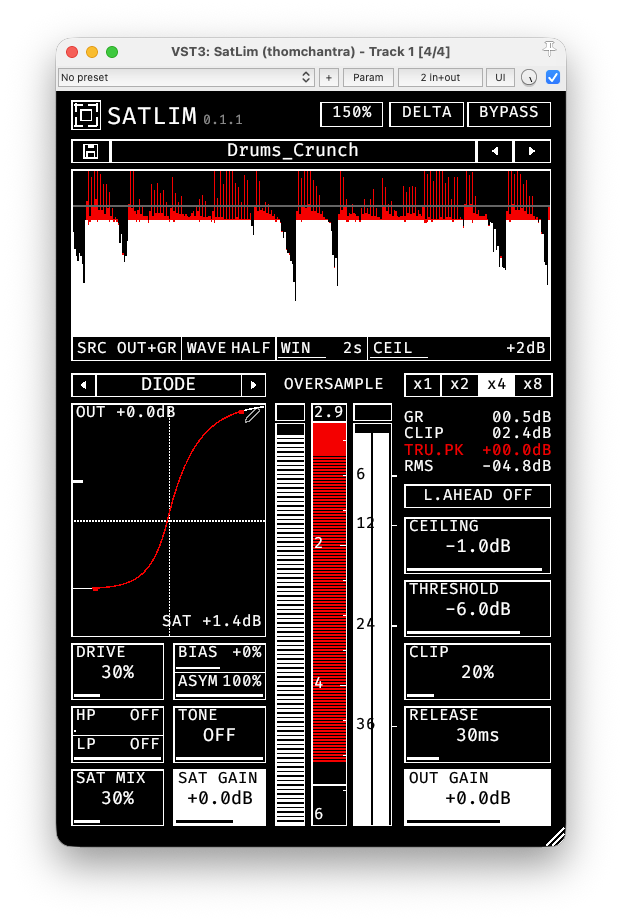 VST3: SatLim (thomchantra) - Track 1 [4/4]
No preset + Param 2 in+out UI
SATLIM 0.1.1 150% DELTA BYPASS
Drums_Crunch
SRC OUT+GR WAVE HALF WIN 2s CEIL +2dB
DIODE OVERSAMPLE x1 x2 x4 x8
OUT +0.0dB
SAT +1.4dB
DRIVE
30%
BIAS +0%
ASYM 100%
HP OFF
LP OFF
TONE
OFF
SAT MIX
30%
SAT GAIN
+0.0dB
2.9
2
4
6
6
12
24
36
GR 00.5dB
CLIP 02.4dB
TRU.PK +00.0dB
RMS -04.8dB
L.AHEAD OFF
CEILING
-1.0dB
THRESHOLD
-6.0dB
CLIP
20%
RELEASE
30ms
OUT GAIN
+0.0dB